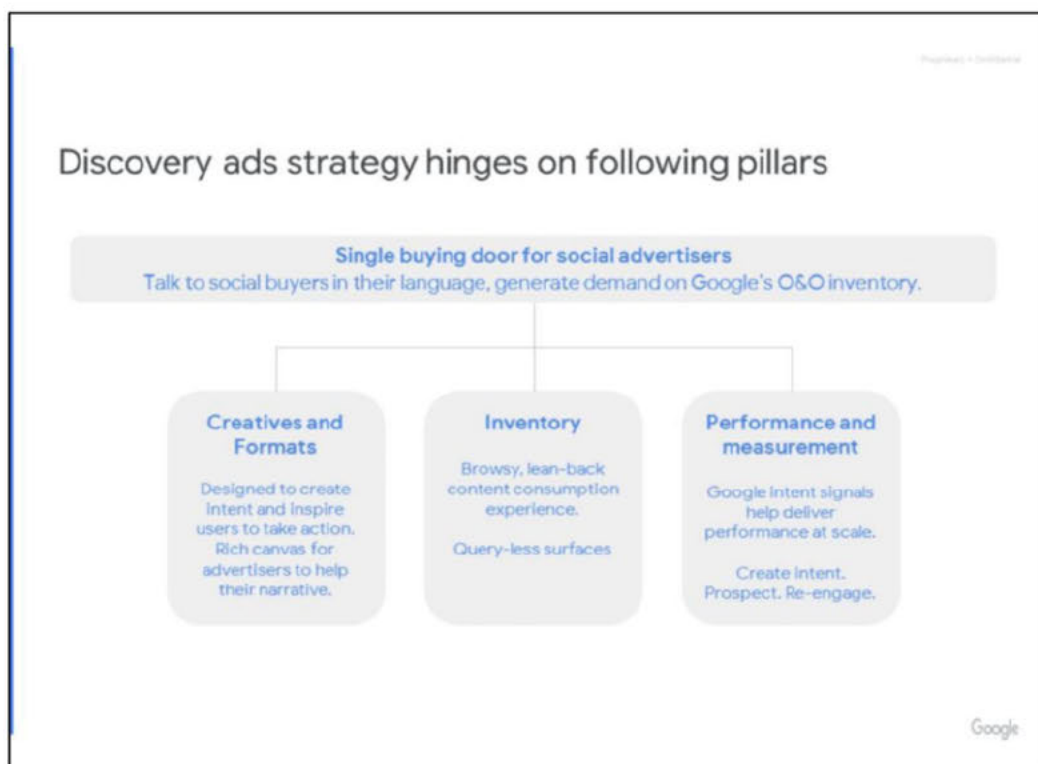 Proprietary + Confidential
Discovery ads strategy hinges on following pillars
Single buying door for social advertisers
Talk to social buyers in their language, generate demand on Google's O&O inventory.
Creatives and
Formats
Designed to create
intent and inspire
users to take action.
Rich canvas for
advertisers to help
their narrative.
Inventory
Browsy, lean-back
content consumption
experience.
Query-less surfaces
Performance and
measurement
Google intent signals
help deliver
performance at scale.
Create intent.
Prospect. Re-engage.
Google